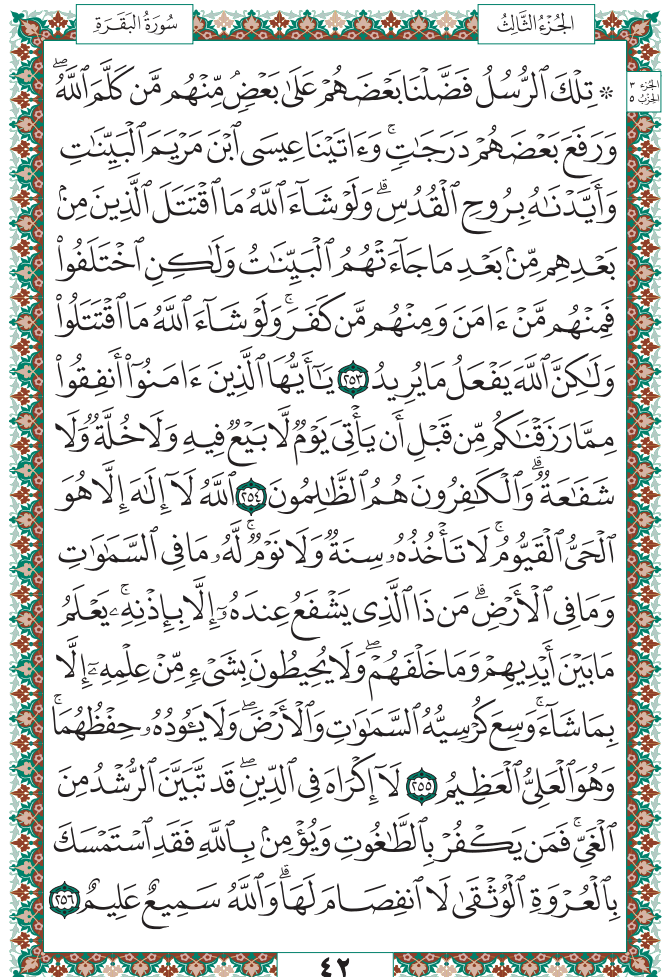 الجُزْءُ الثَّالِثُ
سُورَةُ البَقَرَةِ
الجزء ٣
الحزب ٥
۞ تِلْكَ ٱلرُّسُلُ فَضَّلْنَا بَعْضَهُمْ عَلَىٰ بَعْضٍۢ مِّنْهُم مَّن كَلَّمَ ٱللَّهُۖ
وَرَفَعَ بَعْضَهُمْ دَرَجَٰتٍۚ وَءَاتَيْنَا عِيسَى ٱبْنَ مَرْيَمَ ٱلْبَيِّنَٰتِ
وَأَيَّدْنَٰهُ بِرُوحِ ٱلْقُدُسِۗ وَلَوْ شَآءَ ٱللَّهُ مَا ٱقْتَتَلَ ٱلَّذِينَ مِنۢ
بَعْدِهِم مِّنۢ بَعْدِ مَا جَآءَتْهُمُ ٱلْبَيِّنَٰتُ وَلَٰكِنِ ٱخْتَلَفُوا۟
فَمِنْهُم مَّنْ ءَامَنَ وَمِنْهُم مَّن كَفَرَۚ وَلَوْ شَآءَ ٱللَّهُ مَا ٱقْتَتَلُوا۟
وَلَٰكِنَّ ٱللَّهَ يَفْعَلُ مَا يُرِيدُ ٢٥٣ يَٰٓأَيُّهَا ٱلَّذِينَ ءَامَنُوٓا۟ أَنفِقُوا۟
مِمَّا رَزَقْنَٰكُم مِّن قَبْلِ أَن يَأْتِىَ يَوْمٌ لَّا بَيْعٌ فِيهِ وَلَا خُلَّةٌ وَلَا
شَفَٰعَةٌۗ وَٱلْكَٰفِرُونَ هُمُ ٱلظَّٰلِمُونَ ٢٥٤ ٱللَّهُ لَآ إِلَٰهَ إِلَّا هُوَ
ٱلْحَىُّ ٱلْقَيُّومُۚ لَا تَأْخُذُهُۥ سِنَةٌ وَلَا نَوْمٌۚ لَّهُۥ مَا فِى ٱلسَّمَٰوَٰتِ
وَمَا فِى ٱلْأَرْضِۗ مَن ذَا ٱلَّذِى يَشْفَعُ عِندَهُۥٓ إِلَّا بِإِذْنِهِۦۚ يَعْلَمُ
مَا بَيْنَ أَيْدِيهِمْ وَمَا خَلْفَهُمْۖ وَلَا يُحِيطُونَ بِشَىْءٍ مِّنْ عِلْمِهِۦٓ إِلَّا
بِمَا شَآءَۚ وَسِعَ كُرْسِيُّهُ ٱلسَّمَٰوَٰتِ وَٱلْأَرْضَۖ وَلَا يَـُٔودُهُۥ حِفْظُهُمَاۚ
وَهُوَ ٱلْعَلِىُّ ٱلْعَظِيمُ ٢٥٥ لَآ إِكْرَاهَ فِى ٱلدِّينِۖ قَد تَّبَيَّنَ ٱلرُّشْدُ مِنَ
ٱلْغَىِّۚ فَمَن يَكْفُرْ بِٱلطَّٰغُوتِ وَيُؤْمِنۢ بِٱللَّهِ فَقَدِ ٱسْتَمْسَكَ
بِٱلْعُرْوَةِ ٱلْوُثْقَىٰ لَا ٱنفِصَامَ لَهَاۗ وَٱللَّهُ سَمِيعٌ عَلِيمٌ ٢٥٦
٤٢